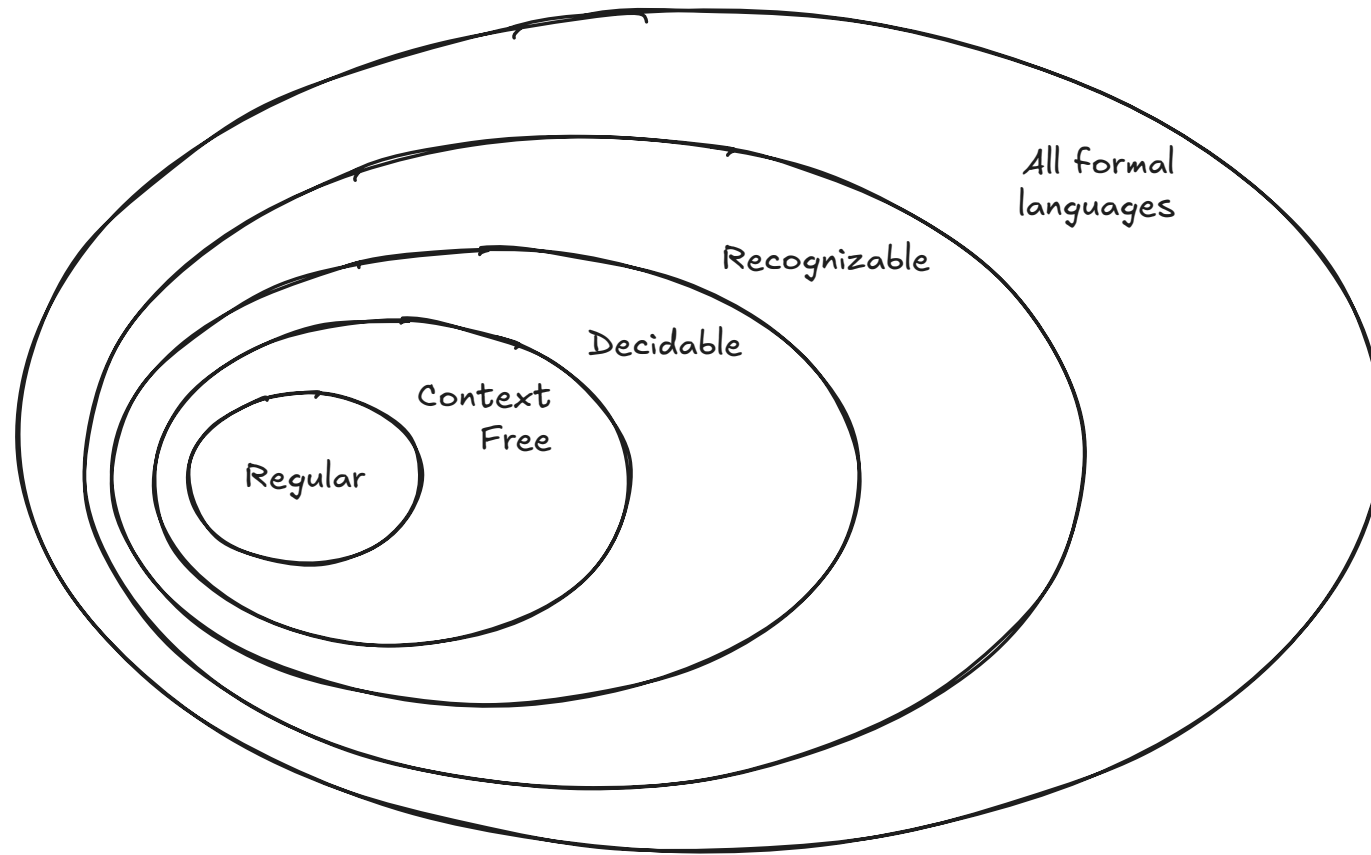 All formal
languages
Recognizable
Decidable
Context
Free
Regular